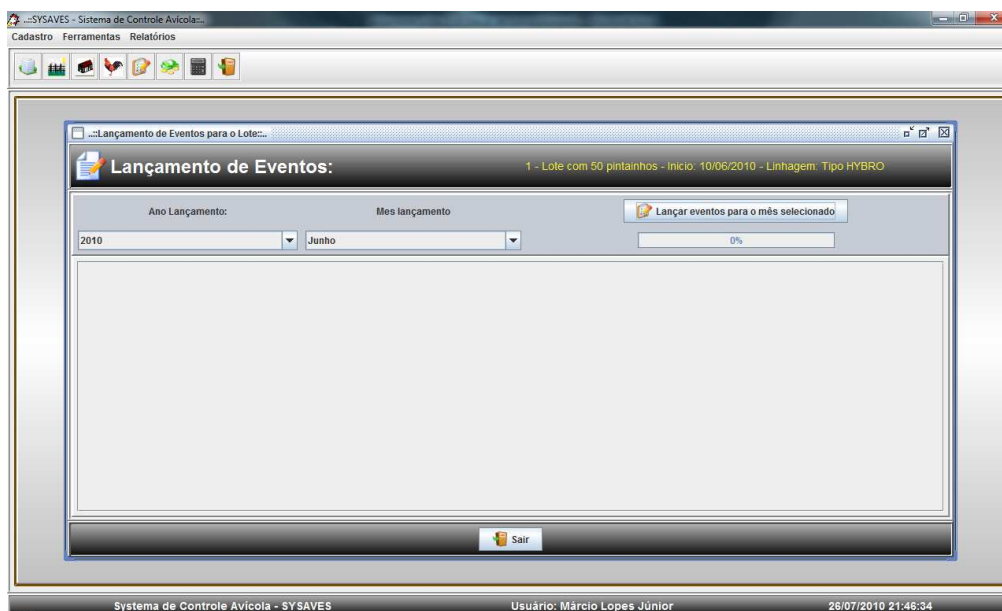 ..::SYSAVES - Sistema de Controle Avícola::..
Cadastro Ferramentas Relatórios
..::Lançamento de Eventos para o Lote::..
Lançamento de Eventos:
1 - Lote com 50 pintainhos - Inicio: 10/06/2010 - Linhagem: Tipo HYBRO
Ano Lançamento: Mes lançamento Lançar eventos para o mês selecionado
2010 Junho 0%
Sair
Systema de Controle Avícola - SYSAVES Usuário: Márcio Lopes Júnior 26/07/2010 21:46:34